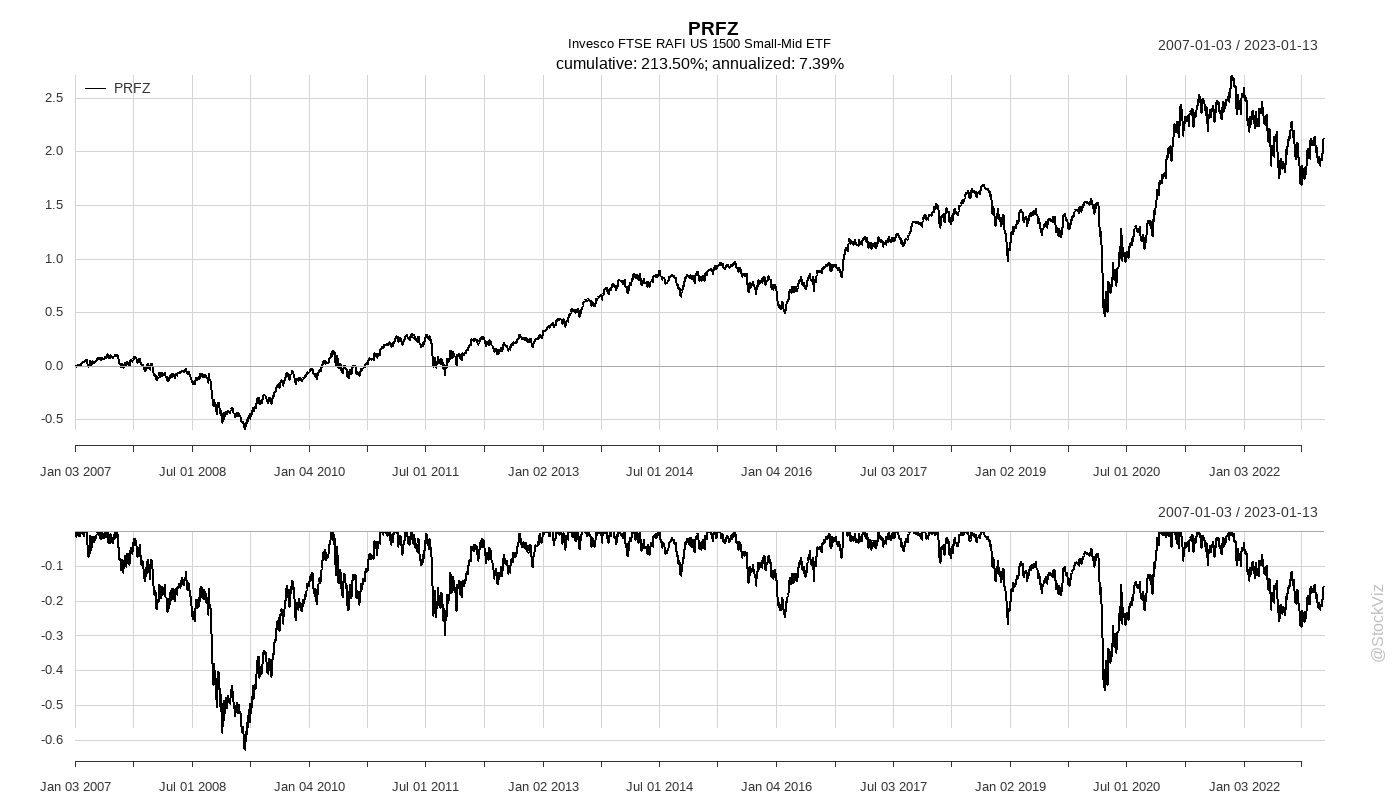 PRFZ
Invesco FTSE RAFI US 1500 Small-Mid ETF
cumulative: 213.50%; annualized: 7.39%
2007-01-03 / 2023-01-13
PRFZ
2.5
2.0
1.5
1.0
0.5
0.0
-0.5
Jan 03 2007 Jul 01 2008 Jan 04 2010 Jul 01 2011 Jan 02 2013 Jul 01 2014 Jan 04 2016 Jul 03 2017 Jan 02 2019 Jul 01 2020 Jan 03 2022
2007-01-03 / 2023-01-13
-0.1
-0.2
-0.3
-0.4
-0.5
-0.6
Jan 03 2007 Jul 01 2008 Jan 04 2010 Jul 01 2011 Jan 02 2013 Jul 01 2014 Jan 04 2016 Jul 03 2017 Jan 02 2019 Jul 01 2020 Jan 03 2022
@StockViz